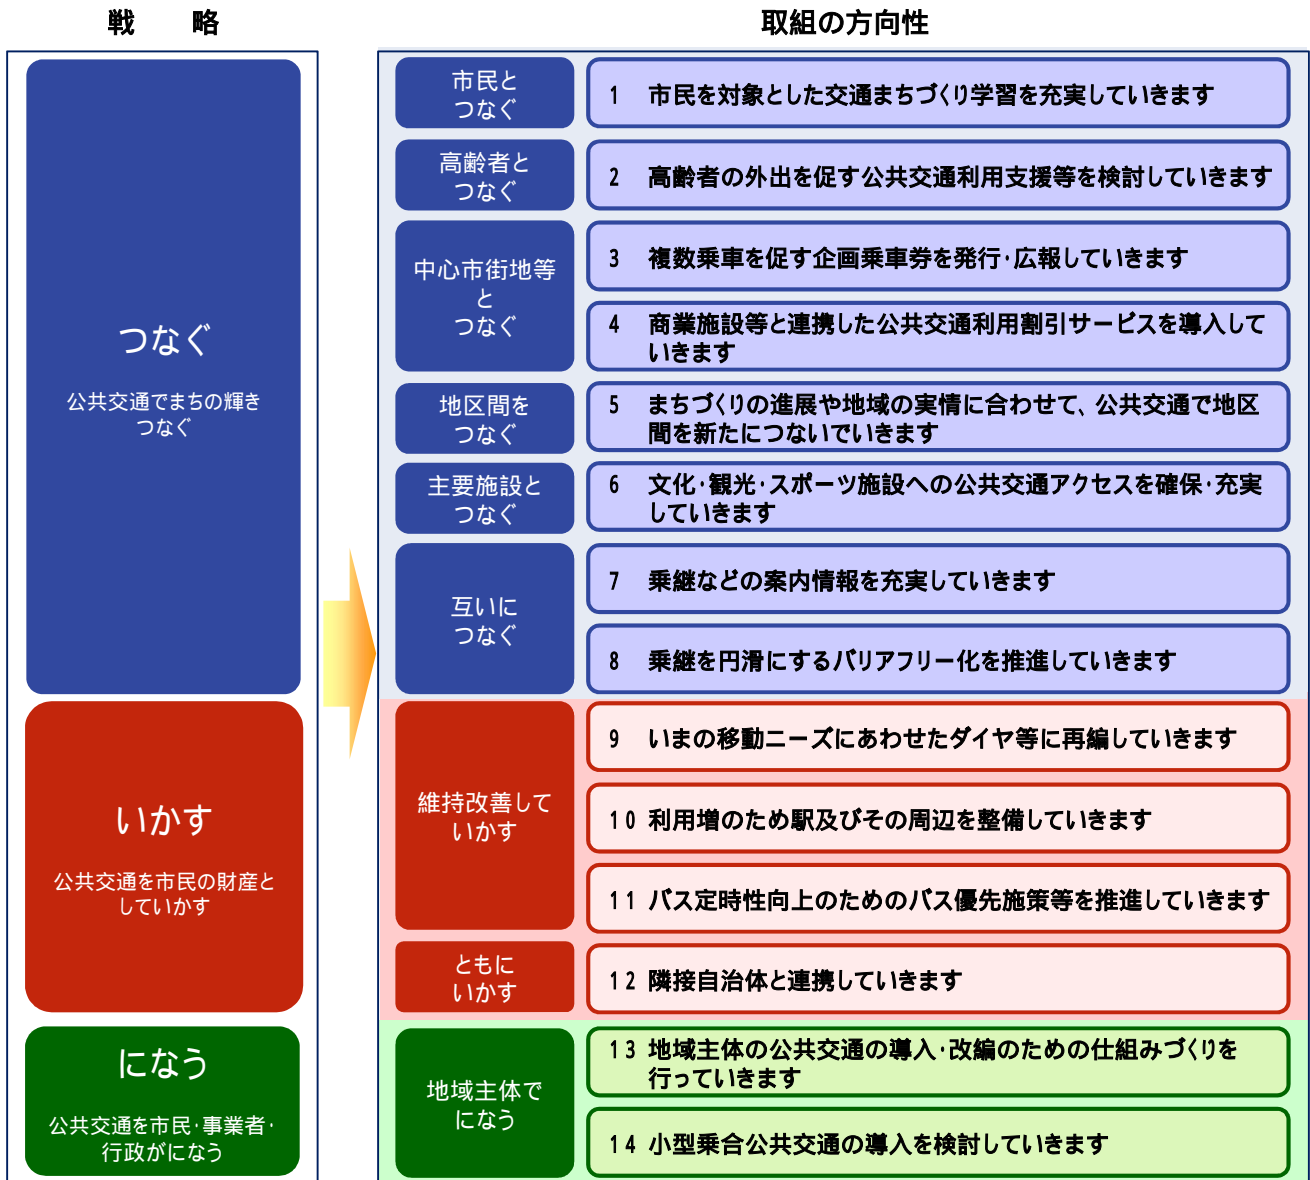 戦　略
取組の方向性
つなぐ
公共交通でまちの輝き
つなぐ
市民と
つなぐ
1 市民を対象とした交通まちづくり学習を充実していきます
高齢者と
つなぐ
2 高齢者の外出を促す公共交通利用支援等を検討していきます
中心市街地等
と
つなぐ
3 複数乗車を促す企画乗車券を発行・広報していきます
4 商業施設等と連携した公共交通利用割引サービスを導入して
いきます
地区間を
つなぐ
5 まちづくりの進展や地域の実情に合わせて、公共交通で地区
間を新たにつないでいきます
主要施設と
つなぐ
6 文化・観光・スポーツ施設への公共交通アクセスを確保・充実
していきます
互いに
つなぐ
7 乗継などの案内情報を充実していきます
8 乗継を円滑にするバリアフリー化を推進していきます
いかす
公共交通を市民の財産と
していかす
維持改善して
いかす
9 いまの移動ニーズにあわせたダイヤ等に再編していきます
10 利用増のため駅及びその周辺を整備していきます
11 バス定時性向上のためのバス優先施策等を推進していきます
ともに
いかす
12 隣接自治体と連携していきます
になう
公共交通を市民・事業者・
行政がになう
地域主体で
になう
13 地域主体の公共交通の導入・改編のための仕組みづくりを
行っていきます
14 小型乗合公共交通の導入を検討していきます